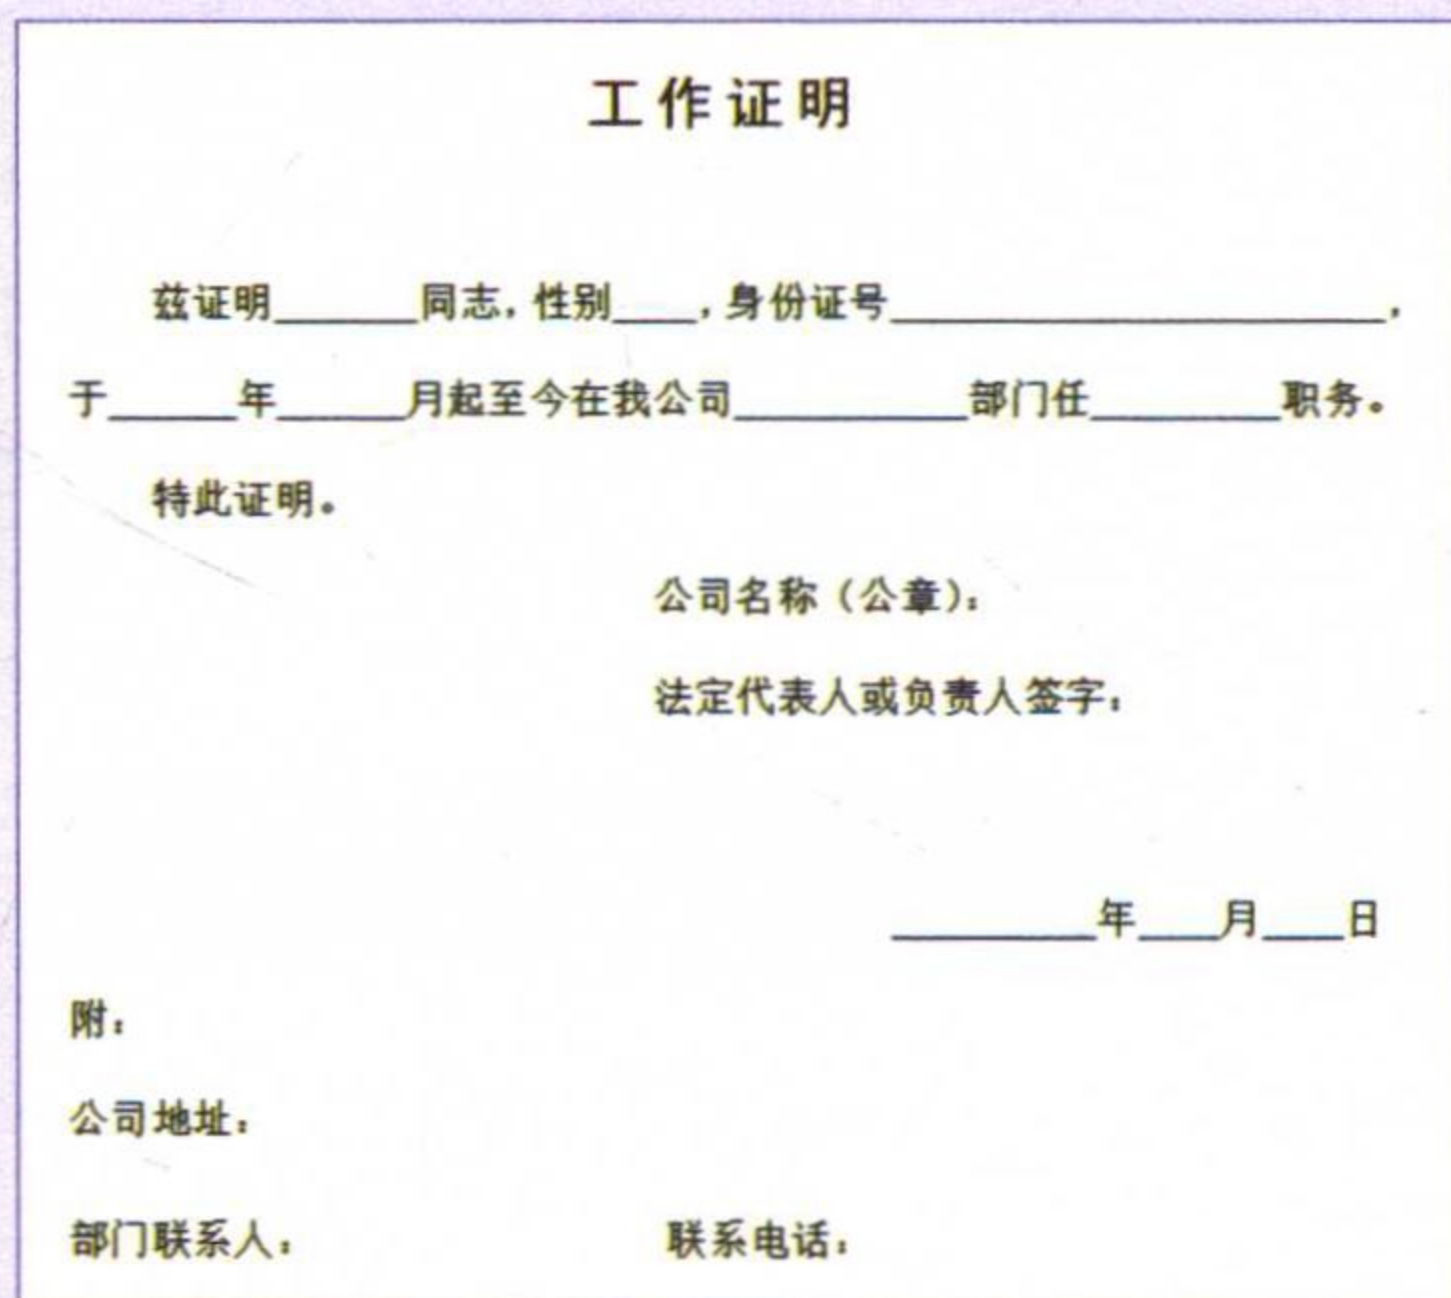 工作证明
兹证明_______同志，性别____，身份证号________________________，
于______年______月起至今在我公司___________部门任_________职务。
特此证明。
公司名称（公章）：
法定代表人或负责人签字：
__________年____月____日
附：
公司地址：
部门联系人：	联系电话：